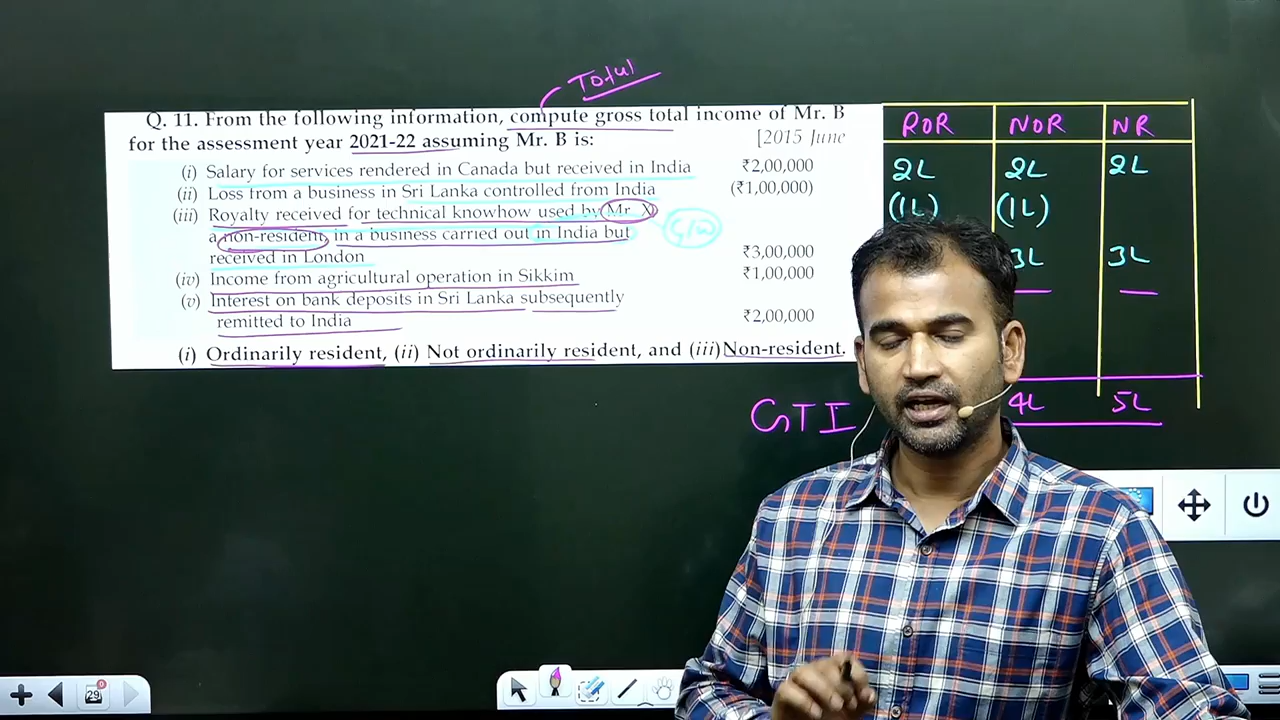 Total
Q. 11. From the following information, compute gross total income of Mr. B
for the assessment year 2021-22 assuming Mr. B is: [2015 June
(i) Salary for services rendered in Canada but received in India ₹2,00,000
(ii) Loss from a business in Sri Lanka controlled from India (₹1,00,000)
(iii) Royalty received for technical knowhow used by Mr. X
a non-resident, in a business carried out in India but
received in London ₹3,00,000
(iv) Income from agricultural operation in Sikkim ₹1,00,000
(v) Interest on bank deposits in Sri Lanka subsequently
remitted to India ₹2,00,000
(i) Ordinarily resident, (ii) Not ordinarily resident, and (iii) Non-resident.
ROR NOR NR
2L 2L 2L
(1L) (1L)
3L 3L
GTI 4L 5L
29
0